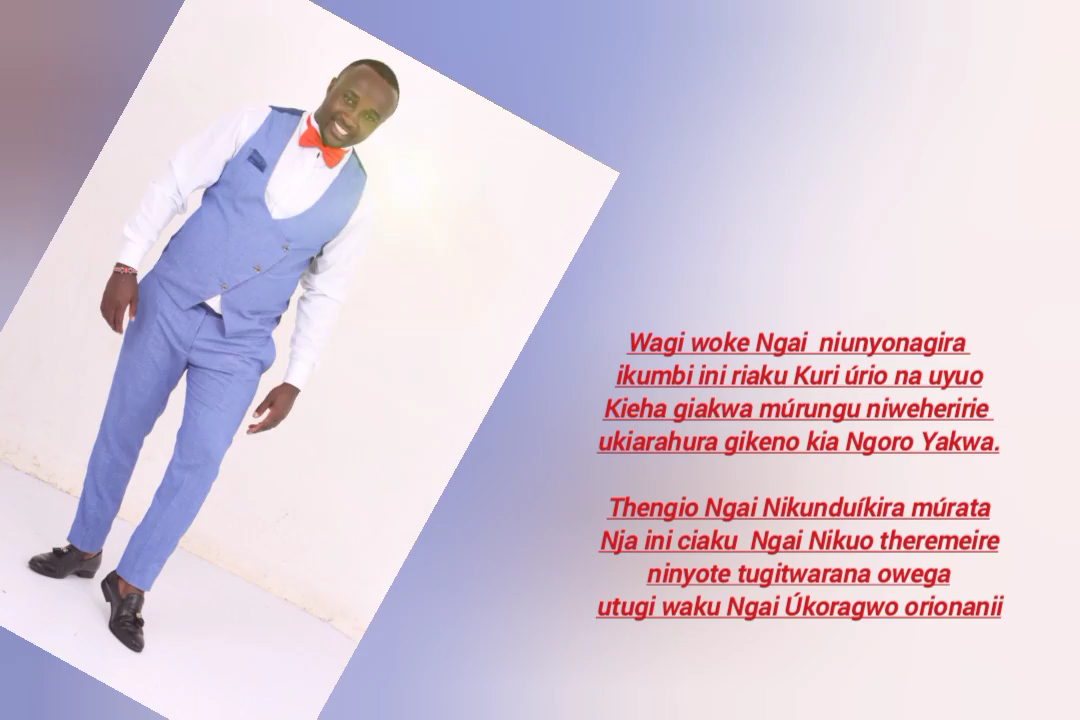 Wagi woke Ngai niunyonagira
ikumbi ini riaku Kuri úrio na uyuo
Kieha giakwa múrungu niweheririe
ukiarahura gikeno kia Ngoro Yakwa.
Thengio Ngai Nikunduíkira múrata
Nja ini ciaku Ngai Nikuo theremeire
ninyote tugitwarana owega
utugi waku Ngai Úkoragwo orionanii